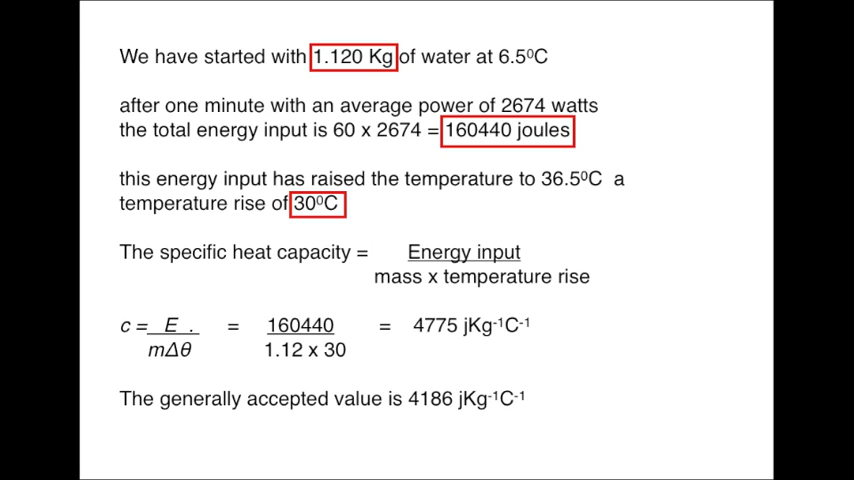 We have started with 1.120 Kg of water at 6.5⁰C
after one minute with an average power of 2674 watts
the total energy input is 60 x 2674 = 160440 joules
this energy input has raised the temperature to 36.5⁰C a
temperature rise of 30⁰C
The specific heat capacity = Energy input
mass x temperature rise
c = E . = 160440 = 4775 jKg⁻¹C⁻¹
mΔθ 1.12 x 30
The generally accepted value is 4186 jKg⁻¹C⁻¹